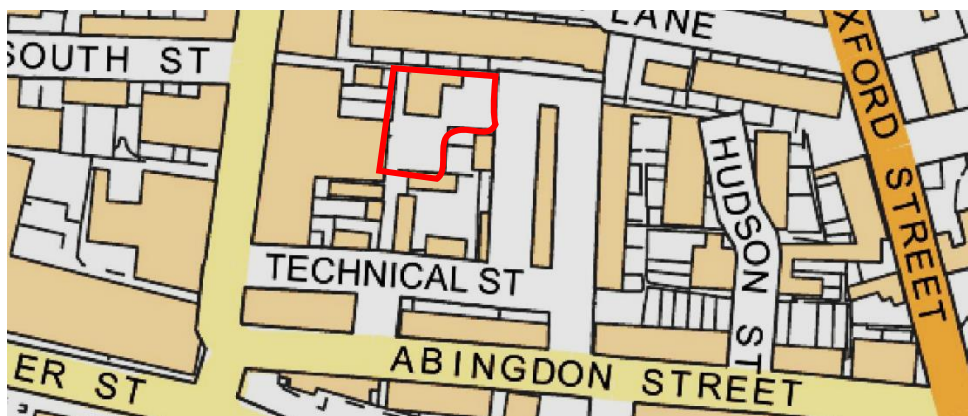 LANE
SOUTH ST
XFORD STREET
HUDSON ST
TECHNICAL ST
ABINGDON STREET
ER ST